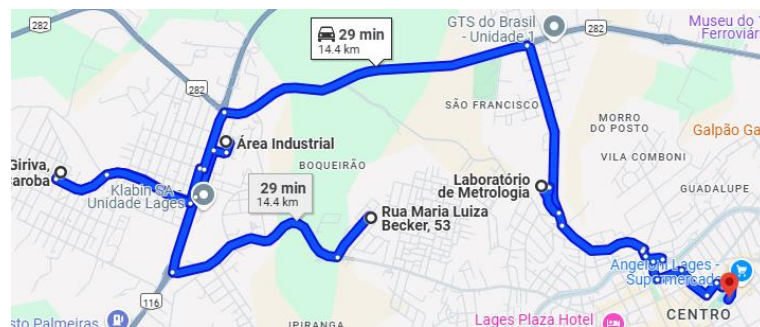 282
GTS do Brasil
- Unidade 1
Museu do
Ferroviári
29 min
14.4 km
282
282
SÃO FRANCISCO
MORRO
DO POSTO
Galpão Ga
Área Industrial
VILA COMBONI
Giriva,
aroba
BOQUEIRÃO
Laboratório
de Metrologia
GUADALUPE
Klabin SA -
Unidade Lages
29 min
14.4 km
Rua Maria Luiza
Becker, 53
Angeloni Lages -
Supermercado
116
sto Palmeiras
IPIRANGA
Lages Plaza Hotel
CENTRO